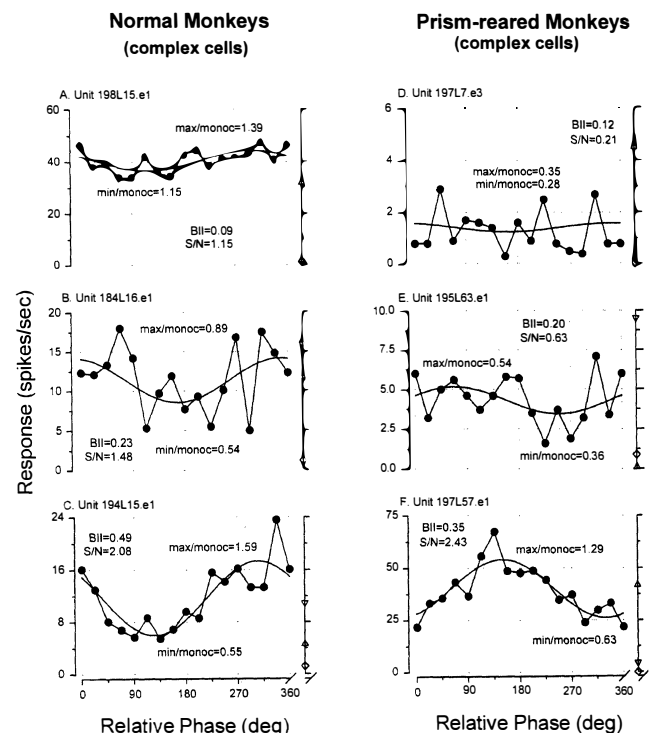 Normal Monkeys
(complex cells)
Prism-reared Monkeys
(complex cells)
A. Unit 198L15.e1
60
40
20
0
max/monoc=1.39
min/monoc=1.15
BII=0.09
S/N=1.15
D. Unit 197L7.e3
6
4
2
0
BII=0.12
S/N=0.21
max/monoc=0.35
min/monoc=0.28
B. Unit 184L16.e1
20
15
10
5
0
max/monoc=0.89
BII=0.23
S/N=1.48
min/monoc=0.54
E. Unit 195L63.e1
10.0
7.5
5.0
2.5
0.0
BII=0.20
S/N=0.63
max/monoc=0.54
min/monoc=0.36
Response (spikes/sec)
C. Unit 194L15.e1
24
16
8
0
BII=0.49
S/N=2.08
max/monoc=1.59
min/monoc=0.55
0 90 180 270 360
Relative Phase (deg)
F. Unit 197L57.e1
75
50
25
0
BII=0.35
S/N=2.43
max/monoc=1.29
min/monoc=0.63
0 90 180 270 360
Relative Phase (deg)